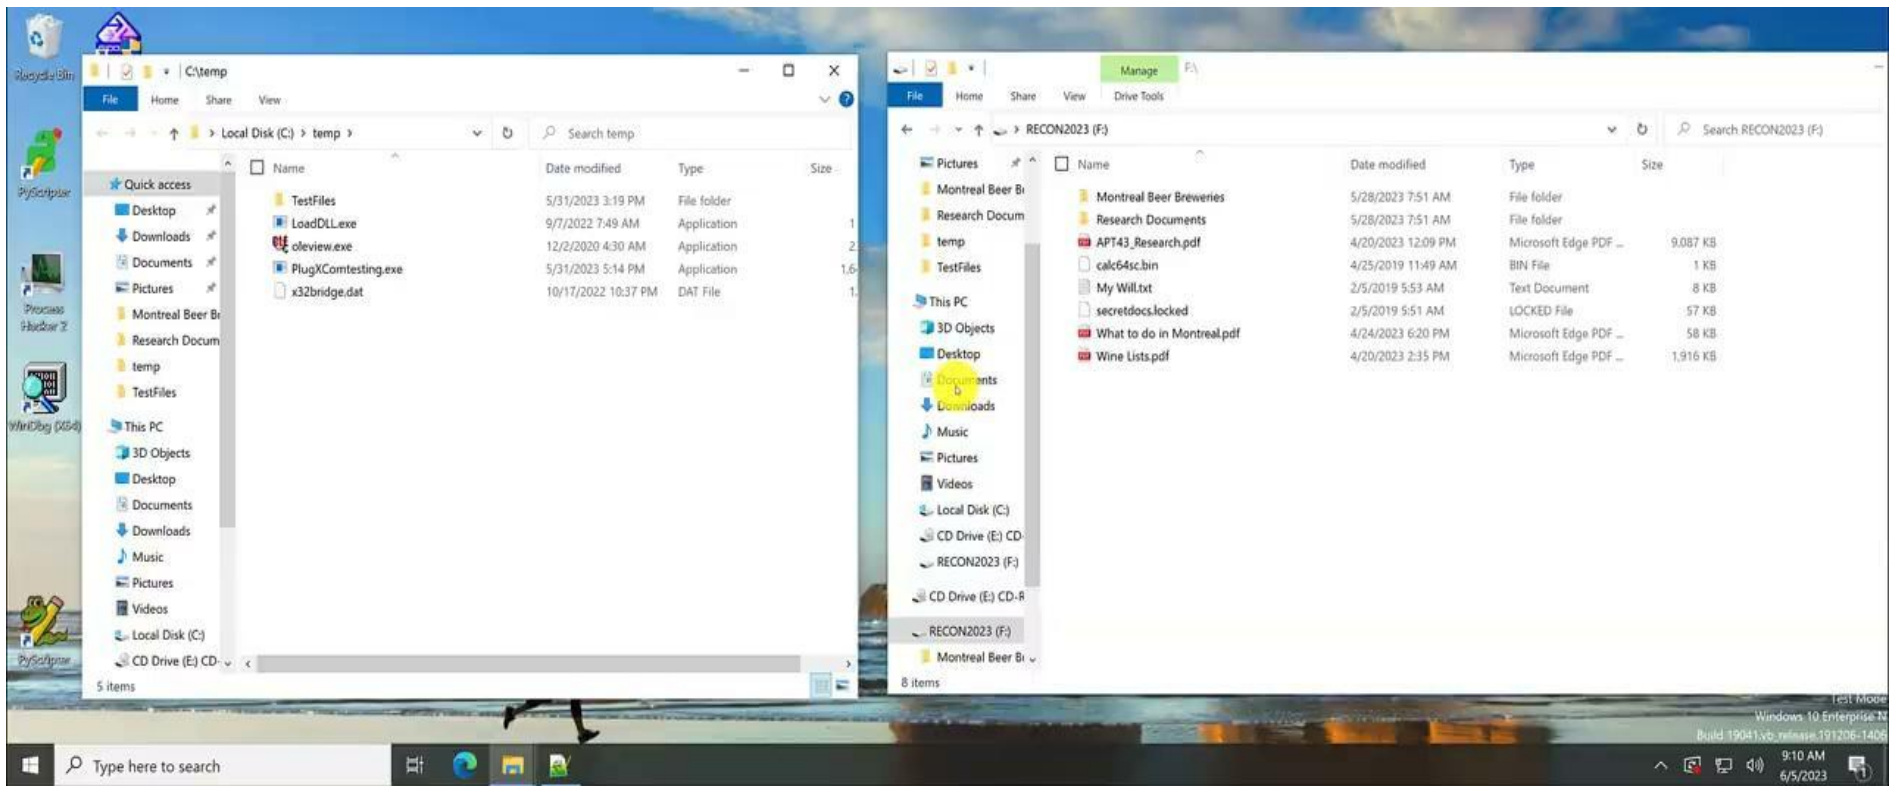 Recycle Bin
PyScripter
Process
Hacker 2
WinDbg (X64)
PyScripter
C:\temp
File Home Share View
Local Disk (C:) > temp >
Search temp
Quick access
Desktop
Downloads
Documents
Pictures
Montreal Beer Br
Research Docum
temp
TestFiles
This PC
3D Objects
Desktop
Documents
Downloads
Music
Pictures
Videos
Local Disk (C:)
CD Drive (E:) CD-
5 items
Name Date modified Type Size
TestFiles 5/31/2023 3:19 PM File folder
LoadDLL.exe 9/7/2022 7:49 AM Application 1
oleview.exe 12/2/2020 4:30 AM Application 2
PlugXComtesting.exe 5/31/2023 5:14 PM Application 1,6
x32bridge.dat 10/17/2022 10:37 PM DAT File 1
Manage F:\
File Home Share View Drive Tools
> RECON2023 (F:)
Search RECON2023 (F:)
Pictures
Montreal Beer Br
Research Docum
temp
TestFiles
This PC
3D Objects
Desktop
Documents
Downloads
Music
Pictures
Videos
Local Disk (C:)
CD Drive (E:) CD-
RECON2023 (F:)
CD Drive (E:) CD-R
RECON2023 (F:)
Montreal Beer Br
8 items
Name Date modified Type Size
Montreal Beer Breweries 5/28/2023 7:51 AM File folder
Research Documents 5/28/2023 7:51 AM File folder
APT43_Research.pdf 4/20/2023 12:09 PM Microsoft Edge PDF ... 9,087 KB
calc64sc.bin 4/25/2019 11:49 AM BIN File 1 KB
My Will.txt 2/5/2019 5:53 AM Text Document 8 KB
secretdocs.locked 2/5/2019 5:51 AM LOCKED File 57 KB
What to do in Montreal.pdf 4/24/2023 6:20 PM Microsoft Edge PDF ... 58 KB
Wine Lists.pdf 4/20/2023 2:35 PM Microsoft Edge PDF ... 1,916 KB
Test Mode
Windows 10 Enterprise N
Build 19041.vb_release.191206-1406
Type here to search
9:10 AM
6/5/2023
1